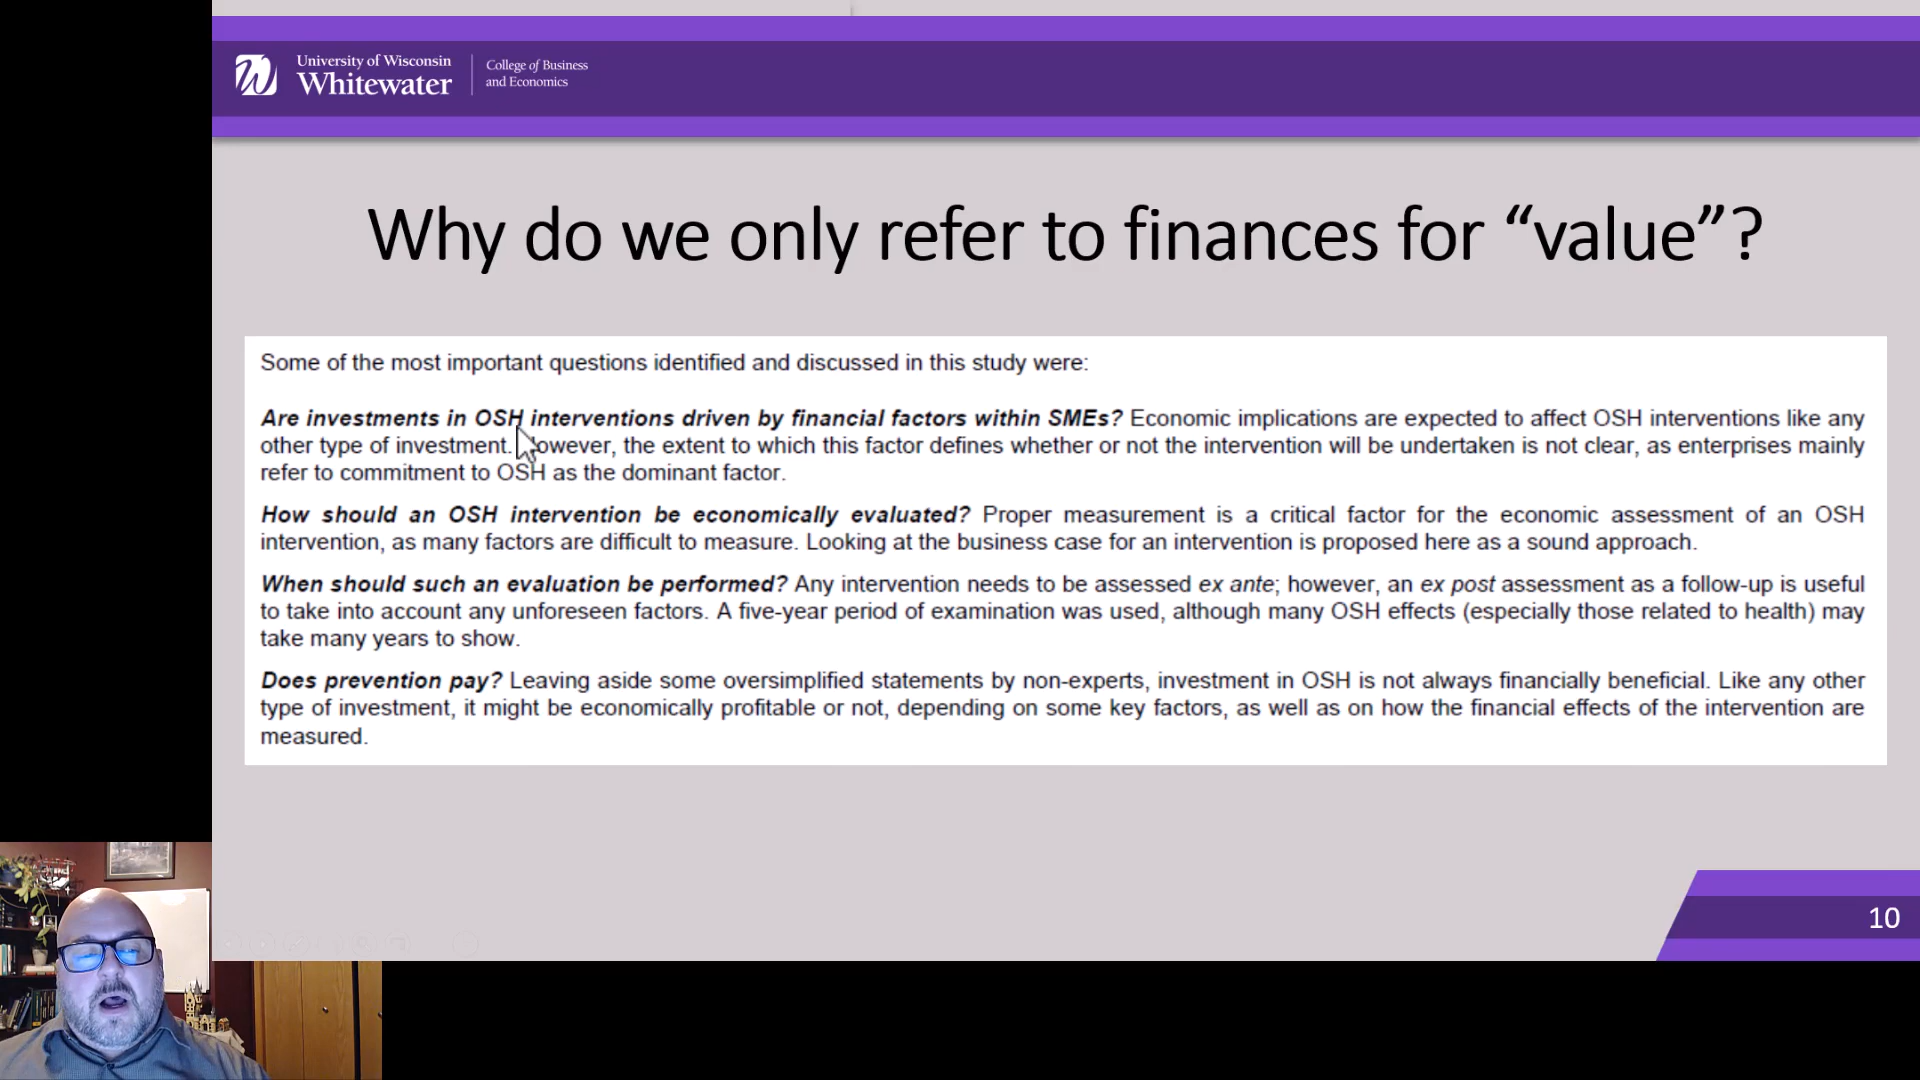 University of Wisconsin
Whitewater
College of Business
and Economics
Why do we only refer to finances for “value”?
Some of the most important questions identified and discussed in this study were:
Are investments in OSH interventions driven by financial factors within SMEs? Economic implications are expected to affect OSH interventions like any
other type of investment. However, the extent to which this factor defines whether or not the intervention will be undertaken is not clear, as enterprises mainly
refer to commitment to OSH as the dominant factor.
How should an OSH intervention be economically evaluated? Proper measurement is a critical factor for the economic assessment of an OSH
intervention, as many factors are difficult to measure. Looking at the business case for an intervention is proposed here as a sound approach.
When should such an evaluation be performed? Any intervention needs to be assessed ex ante; however, an ex post assessment as a follow-up is useful
to take into account any unforeseen factors. A five-year period of examination was used, although many OSH effects (especially those related to health) may
take many years to show.
Does prevention pay? Leaving aside some oversimplified statements by non-experts, investment in OSH is not always financially beneficial. Like any other
type of investment, it might be economically profitable or not, depending on some key factors, as well as on how the financial effects of the intervention are
measured.
10